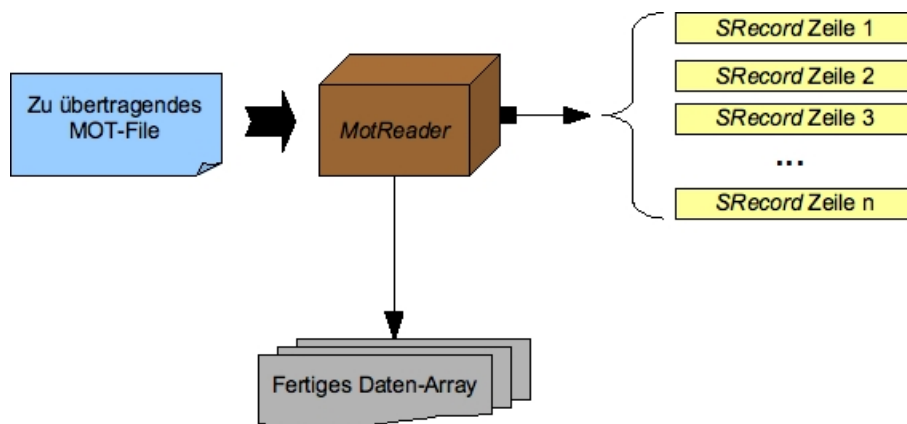 Zu übertragendes
MOT-File
MotReader
SRecord Zeile 1
SRecord Zeile 2
SRecord Zeile 3
...
SRecord Zeile n
Fertiges Daten-Array